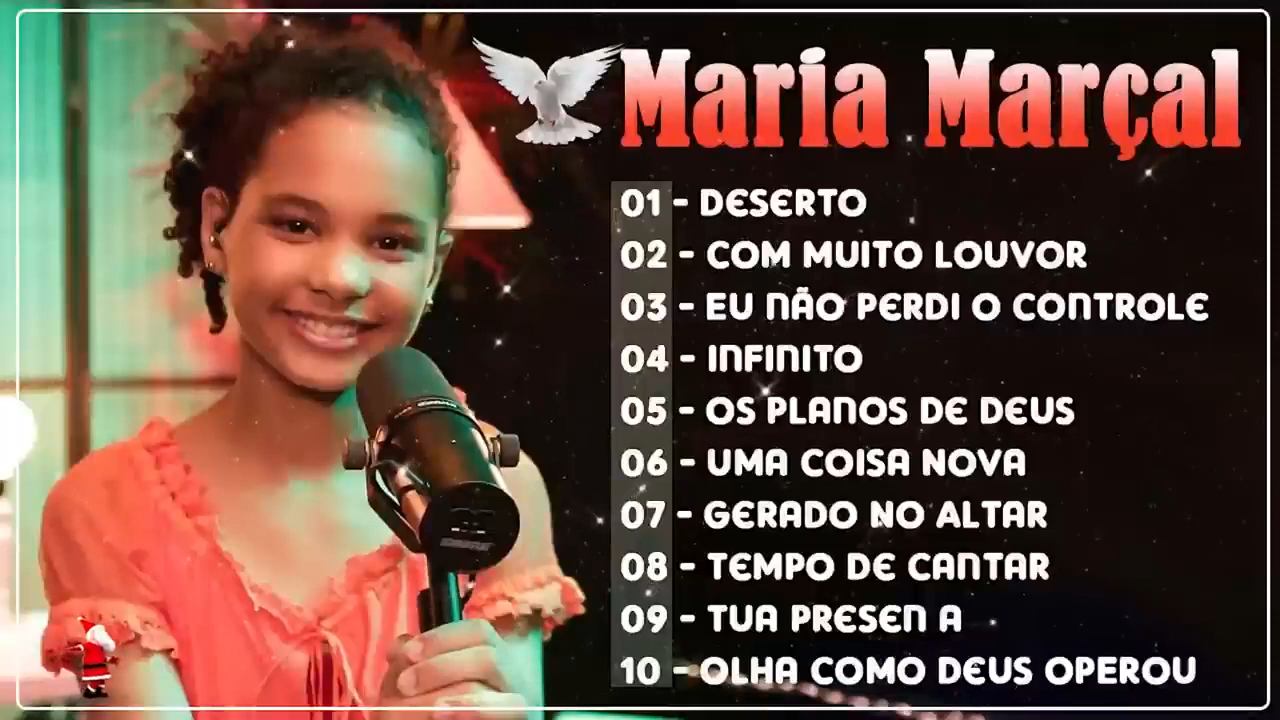 Maria Marçal
01 - DESERTO
02 - COM MUITO LOUVOR
03 - EU NÃO PERDI O CONTROLE
04 - INFINITO
05 - OS PLANOS DE DEUS
06 - UMA COISA NOVA
07 - GERADO NO ALTAR
08 - TEMPO DE CANTAR
09 - TUA PRESEN A
10 - OLHA COMO DEUS OPEROU